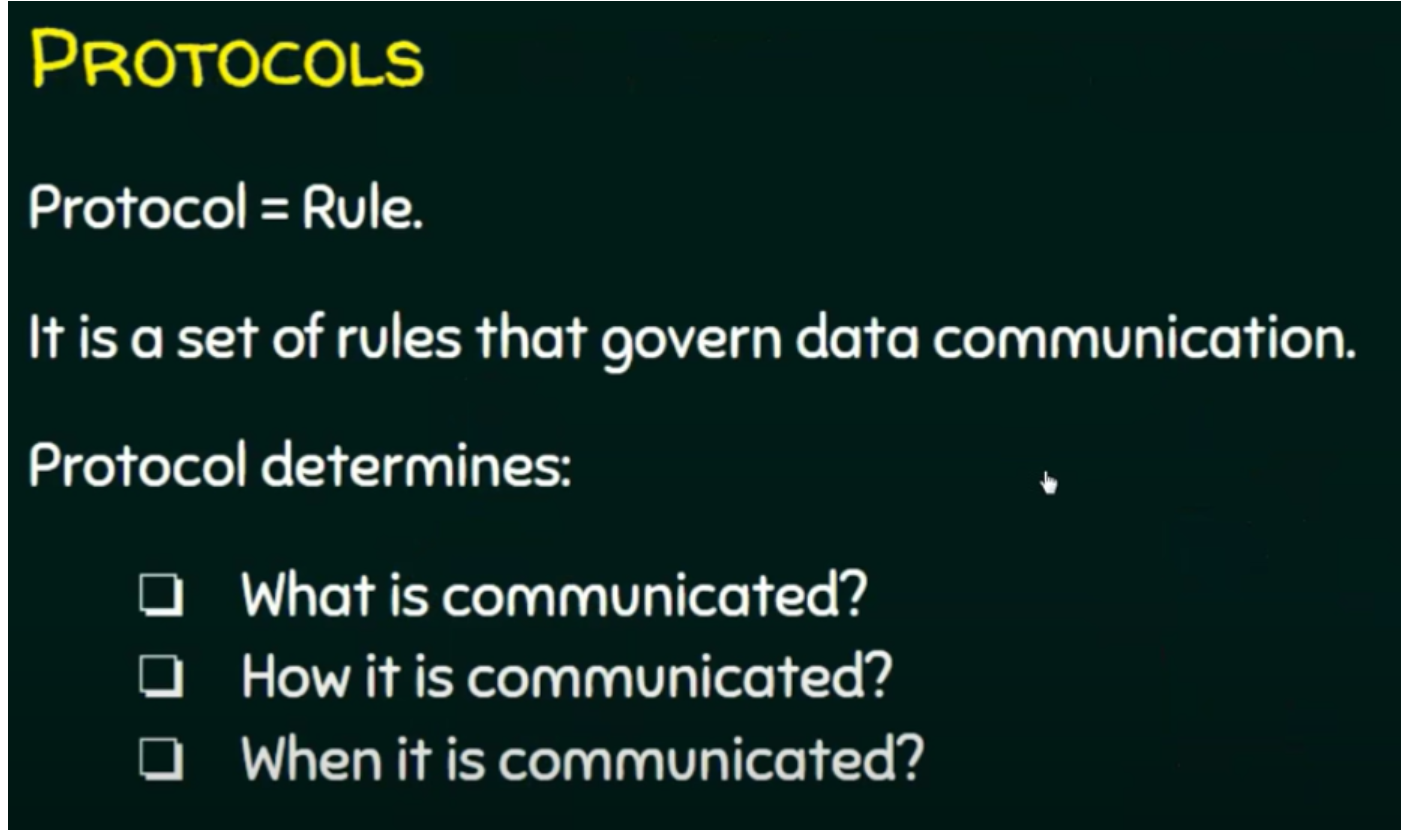 PROTOCOLS
Protocol = Rule.
It is a set of rules that govern data communication.
Protocol determines:
❑ What is communicated?
❑ How it is communicated?
❑ When it is communicated?